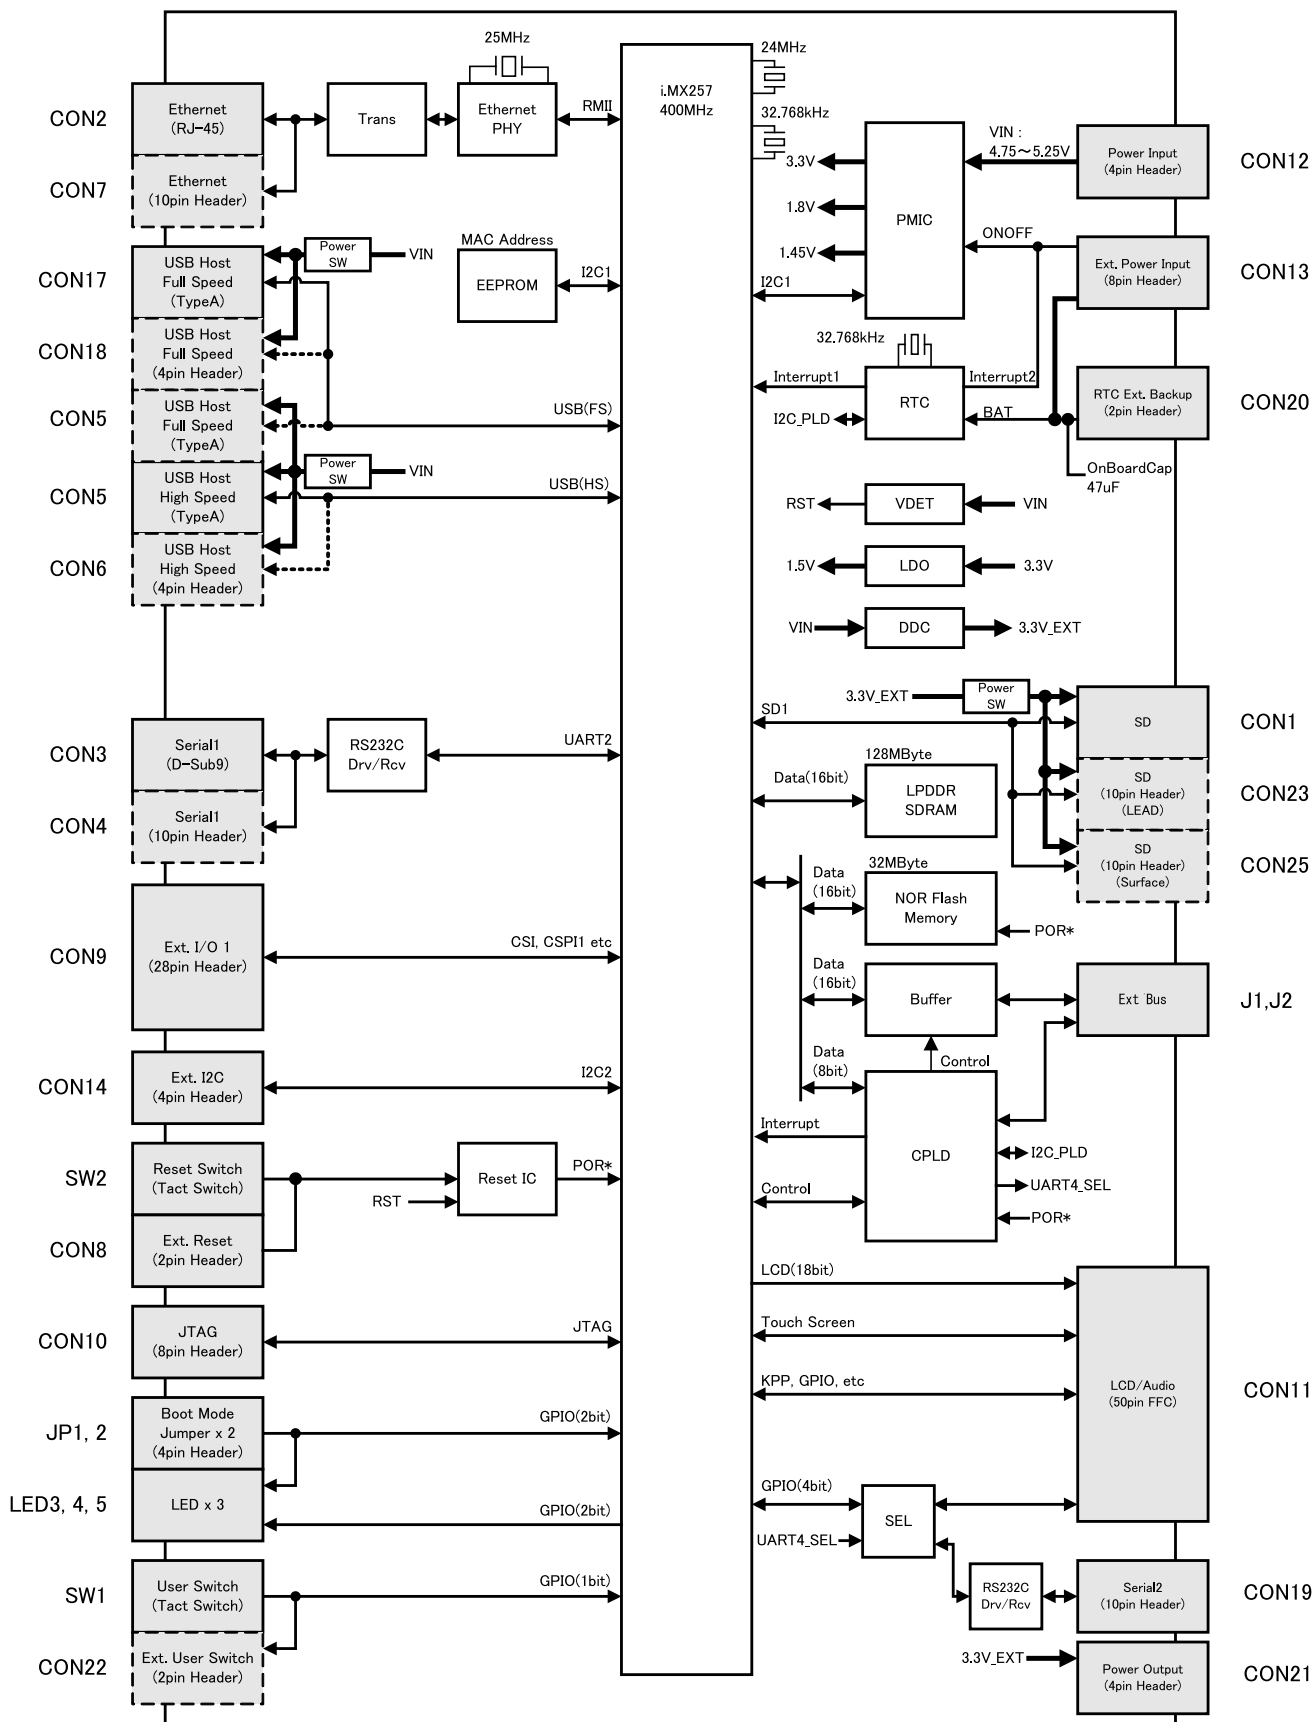 25MHz
24MHz
i.MX257
400MHz
32.768kHz
CON2
Ethernet
(RJ-45)
Trans
Ethernet
PHY
RMII
CON7
Ethernet
(10pin Header)
VIN :
4.75～5.25V
Power Input
(4pin Header)
CON12
3.3V
1.8V
1.45V
PMIC
ONOFF
I2C1
Ext. Power Input
(8pin Header)
CON13
CON17
USB Host
Full Speed
(TypeA)
Power
SW
VIN
MAC Address
EEPROM
I2C1
CON18
USB Host
Full Speed
(4pin Header)
32.768kHz
Interrupt1
RTC
Interrupt2
I2C_PLD
BAT
RTC Ext. Backup
(2pin Header)
CON20
OnBoardCap
47uF
CON5
USB Host
Full Speed
(TypeA)
USB(FS)
CON5
USB Host
High Speed
(TypeA)
Power
SW
VIN
USB(HS)
CON6
USB Host
High Speed
(4pin Header)
RST
VDET
VIN
1.5V
LDO
3.3V
VIN
DDC
3.3V_EXT
3.3V_EXT
Power
SW
SD1
SD
CON1
CON3
Serial1
(D-Sub9)
RS232C
Drv/Rcv
UART2
CON4
Serial1
(10pin Header)
128MByte
Data(16bit)
LPDDR
SDRAM
SD
(10pin Header)
(LEAD)
CON23
SD
(10pin Header)
(Surface)
CON25
32MByte
Data
(16bit)
NOR Flash
Memory
POR*
CON9
Ext. I/O 1
(28pin Header)
CSI, CSPI1 etc
Data
(16bit)
Buffer
Ext Bus
J1,J2
CON14
Ext. I2C
(4pin Header)
I2C2
Data
(8bit)
Control
Interrupt
CPLD
I2C_PLD
UART4_SEL
Control
POR*
SW2
Reset Switch
(Tact Switch)
RST
Reset IC
POR*
CON8
Ext. Reset
(2pin Header)
CON10
JTAG
(8pin Header)
JTAG
LCD(18bit)
Touch Screen
KPP, GPIO, etc
LCD/Audio
(50pin FFC)
CON11
JP1, 2
Boot Mode
Jumper x 2
(4pin Header)
GPIO(2bit)
LED3, 4, 5
LED x 3
GPIO(2bit)
GPIO(4bit)
SEL
UART4_SEL
SW1
User Switch
(Tact Switch)
GPIO(1bit)
RS232C
Drv/Rcv
Serial2
(10pin Header)
CON19
CON22
Ext. User Switch
(2pin Header)
3.3V_EXT
Power Output
(4pin Header)
CON21